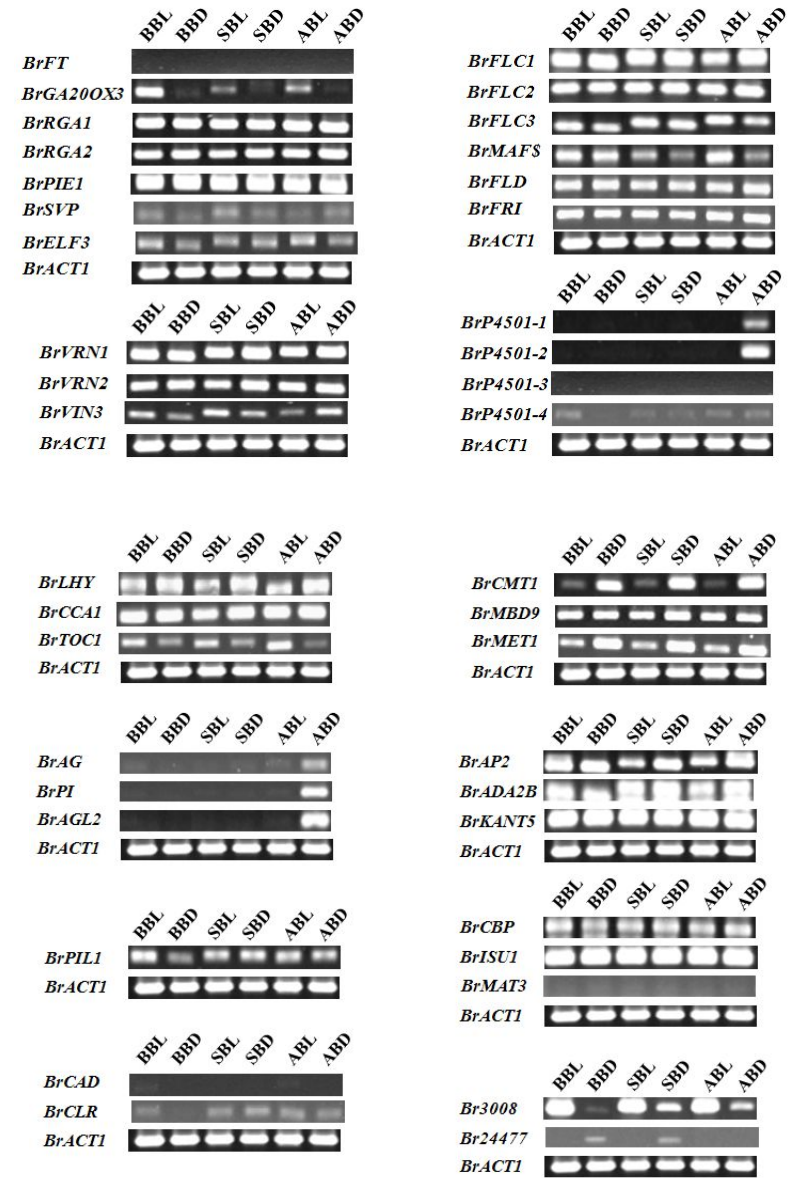 BBL BBD SBL SBD ABL ABD
BrFT
BrGA20OX3
BrRGA1
BrRGA2
BrPIE1
BrSVP
BrELF3
BrACT1
BBL BBD SBL SBD ABL ABD
BrFLC1
BrFLC2
BrFLC3
BrMAFS
BrFLD
BrFRI
BrACT1
BBL BBD SBL SBD ABL ABD
BrVRN1
BrVRN2
BrVIN3
BrACT1
BBL BBD SBL SBD ABL ABD
BrP4501-1
BrP4501-2
BrP4501-3
BrP4501-4
BrACT1
BBL BBD SBL SBD ABL ABD
BrLHY
BrCCA1
BrTOC1
BrACT1
BBL BBD SBL SBD ABL ABD
BrCMT1
BrMBD9
BrMET1
BrACT1
BBL BBD SBL SBD ABL ABD
BrAG
BrPI
BrAGL2
BrACT1
BBL BBD SBL SBD ABL ABD
BrAP2
BrADA2B
BrKANT5
BrACT1
BBL BBD SBL SBD ABL ABD
BrPIL1
BrACT1
BBL BBD SBL SBD ABL ABD
BrCBP
BrISU1
BrMAT3
BrACT1
BBL BBD SBL SBD ABL ABD
BrCAD
BrCLR
BrACT1
BBL BBD SBL SBD ABL ABD
Br3008
Br24477
BrACT1